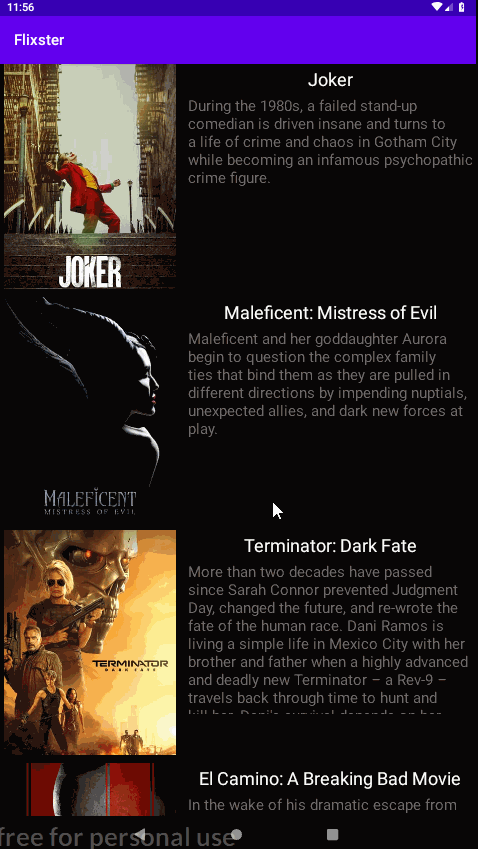 11:56
Flixster
Joker
During the 1980s, a failed stand-up
comedian is driven insane and turns to
a life of crime and chaos in Gotham City
while becoming an infamous psychopathic
crime figure.
JOKER
Maleficent: Mistress of Evil
Maleficent and her goddaughter Aurora
begin to question the complex family
ties that bind them as they are pulled in
different directions by impending nuptials,
unexpected allies, and dark new forces at
play.
MALEFICENT
MISTRESS OF EVIL
Terminator: Dark Fate
More than two decades have passed
since Sarah Connor prevented Judgment
Day, changed the future, and re-wrote the
fate of the human race. Dani Ramos is
living a simple life in Mexico City with her
brother and father when a highly advanced
and deadly new Terminator – a Rev-9 –
travels back through time to hunt and
kill her. Dani's survival depends on her
TERMINATOR
DARK FATE
El Camino: A Breaking Bad Movie
In the wake of his dramatic escape from
free for personal use